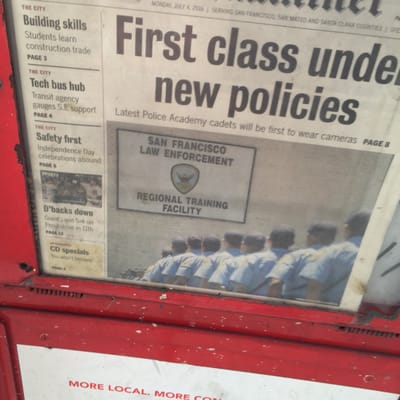 MONDAY, JULY 4, 2016 | SERVING SAN FRANCISCO, SAN MATEO AND SANTA CLARA COUNTIES
THE CITY
Building skills
Students learn
construction trade
PAGE 3
THE CITY
Tech bus hub
Transit agency
gauges support
PAGE 4
THE CITY
Safety first
Independence Day
celebrations abound
PAGE 5
SPORTS
D'backs down
PAGE 12
CD specials
First class unde
new policies
Latest Police Academy cadets will be first to wear cameras PAGE 8
SAN FRANCISCO
LAW ENFORCEMENT
REGIONAL TRAINING
FACILITY
MORE LOCAL. MORE